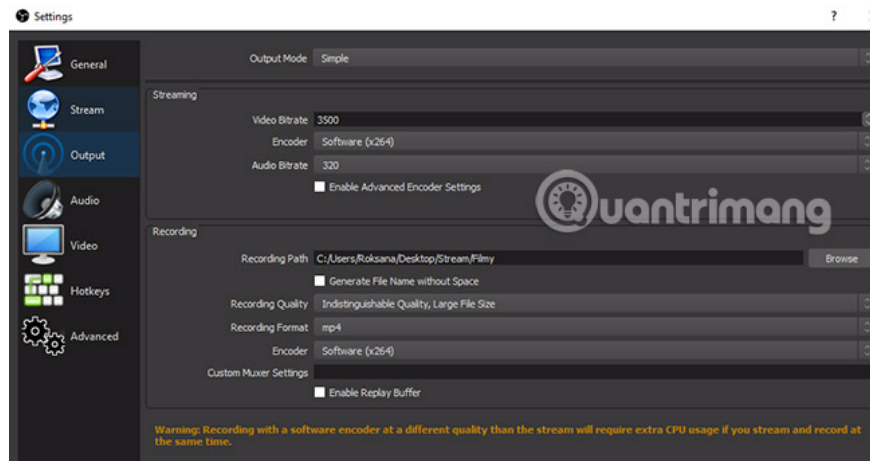 Settings
?
General
Stream
Output
Audio
Video
Hotkeys
Advanced
Output Mode Simple
Streaming
Video Bitrate 3500
Encoder Software (x264)
Audio Bitrate 320
Enable Advanced Encoder Settings
Quantrimang
Recording
Recording Path C:/Users/Roksana/Desktop/Stream/Filmy Browse
Generate File Name without Space
Recording Quality Indistinguishable Quality, Large File Size
Recording Format mp4
Encoder Software (x264)
Custom Muxer Settings
Enable Replay Buffer
Warning: Recording with a software encoder at a different quality than the stream will require extra CPU usage if you stream and record at
the same time.